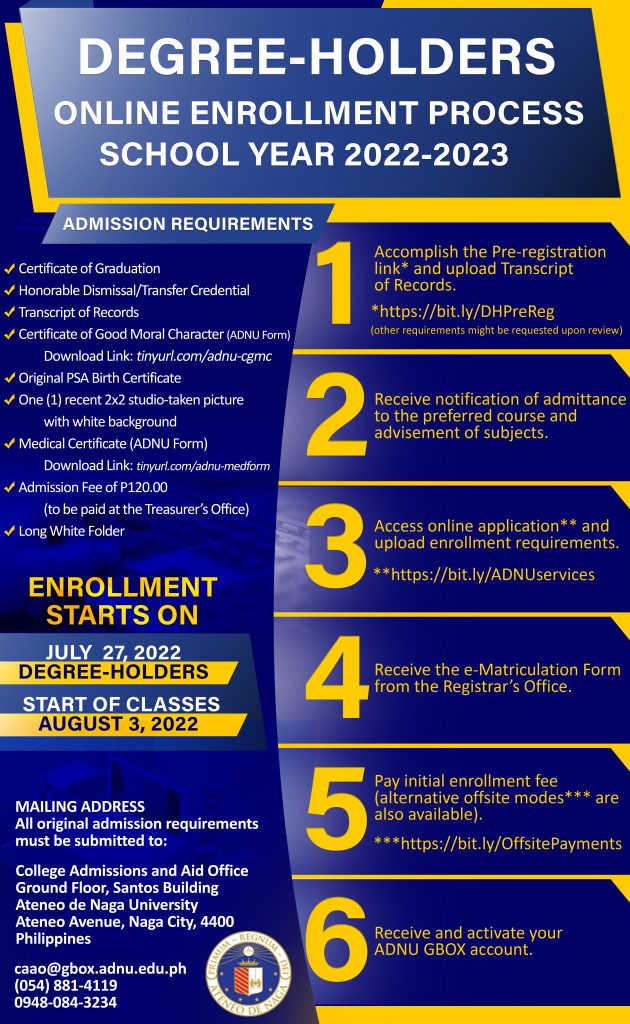 DEGREE-HOLDERS
ONLINE ENROLLMENT PROCESS
SCHOOL YEAR 2022-2023
ADMISSION REQUIREMENTS
Certificate of Graduation
Honorable Dismissal/Transfer Credential
Transcript of Records
Certificate of Good Moral Character (ADNU Form)
Download Link: tinyurl.com/adnu-cgmc
Original PSA Birth Certificate
One (1) recent 2x2 studio-taken picture
with white background
Medical Certificate (ADNU Form)
Download Link: tinyurl.com/adnu-medform
Admission Fee of P120.00
(to be paid at the Treasurer's Office)
Long White Folder
ENROLLMENT
STARTS ON
JULY 27, 2022
DEGREE-HOLDERS
START OF CLASSES
AUGUST 3, 2022
MAILING ADDRESS
All original admission requirements
must be submitted to:
College Admissions and Aid Office
Ground Floor, Santos Building
Ateneo de Naga University
Ateneo Avenue, Naga City, 4400
Philippines
caao@gbox.adnu.edu.ph
(054) 881-4119
0948-084-3234
PRIMUM REGNUM DEI
ATENEO DE NAGA
1
Accomplish the Pre-registration
link* and upload Transcript
of Records.
*https://bit.ly/DHPreReg
(other requirements might be requested upon review)
2
Receive notification of admittance
to the preferred course and
advisement of subjects.
3
Access online application** and
upload enrollment requirements.
**https://bit.ly/ADNUservices
4
Receive the e-Matriculation Form
from the Registrar's Office.
5
Pay initial enrollment fee
(alternative offsite modes*** are
also available).
***https://bit.ly/OffsitePayments
6
Receive and activate your
ADNU GBOX account.